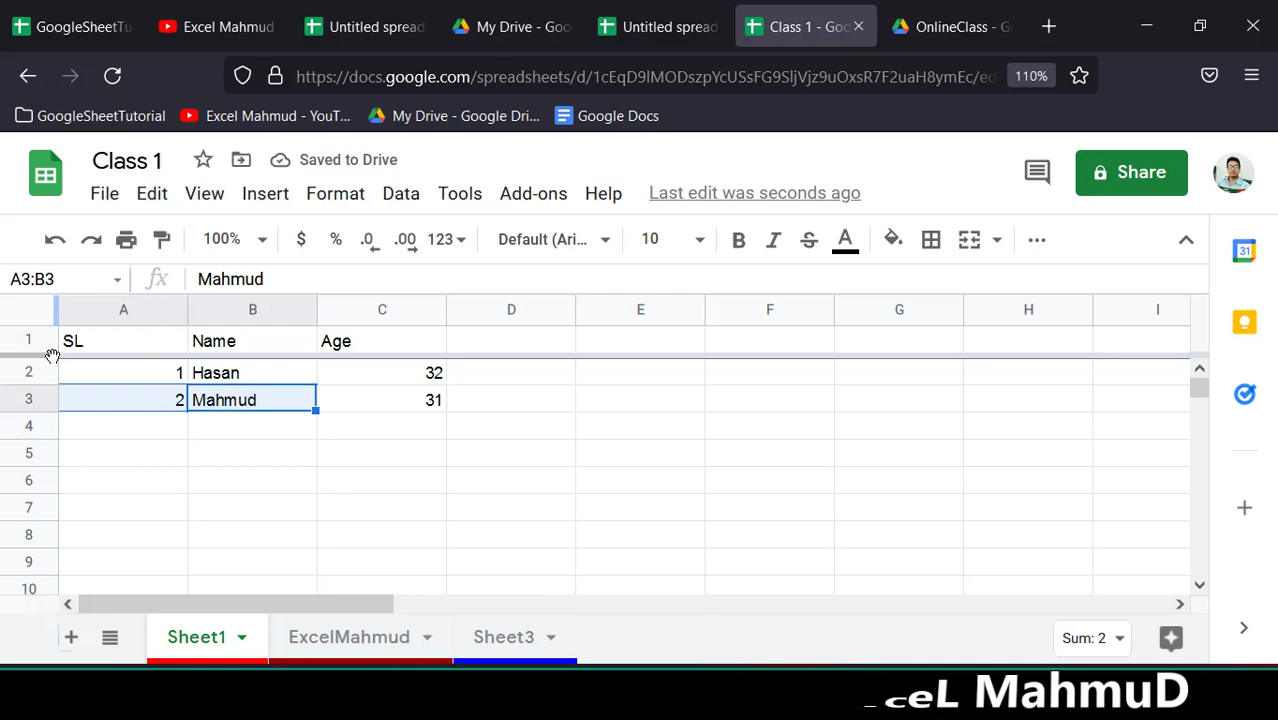 GoogleSheetTu
Excel Mahmud
Untitled spread
My Drive - Goo
Untitled spread
Class 1 - Goo
OnlineClass - G
https://docs.google.com/spreadsheets/d/1cEqD9lMODszpYcUSsFG9SljVjz9uOxsR7F2uaH8ymEc/ed
110%
GoogleSheetTutorial
Excel Mahmud - YouT...
My Drive - Google Dri...
Google Docs
Class 1
Saved to Drive
Share
File Edit View Insert Format Data Tools Add-ons Help Last edit was seconds ago
100% $ % .0 .00 123 Default (Ari... 10 B I S A
A3:B3 fx Mahmud
A B C D E F G H I
1 SL Name Age
2 1 Hasan 32
3 2 Mahmud 31
4
5
6
7
8
9
10
Sheet1 ExcelMahmud Sheet3 Sum: 2
31
ceL MahmuD